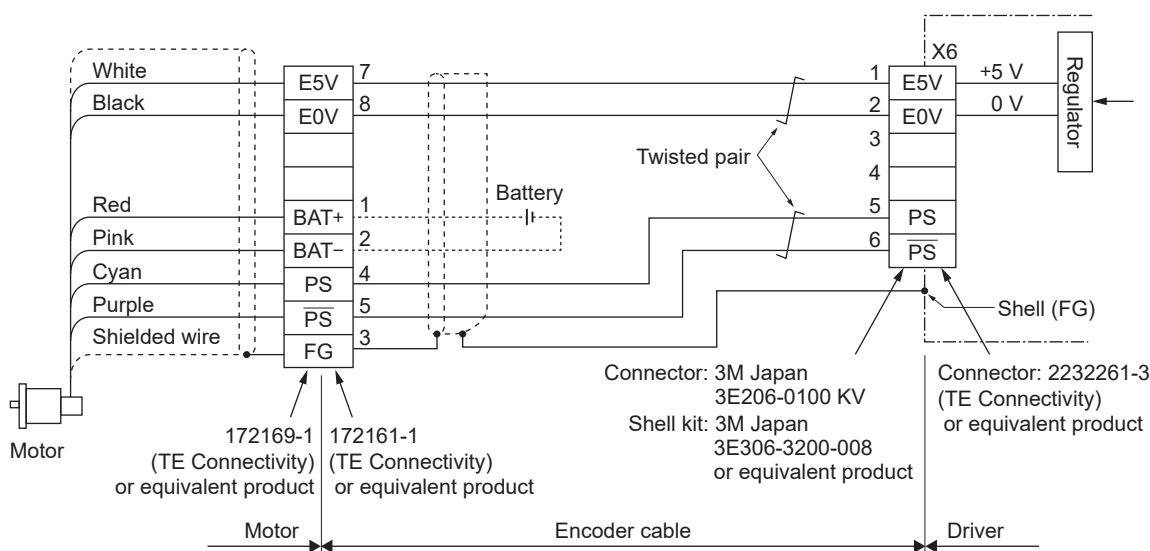 X6
White
E5V
7
1
E5V
+5 V
Regulator
Black
E0V
8
2
E0V
0 V
3
Twisted pair
4
Battery
Red
BAT+
1
5
PS
Pink
BAT−
2
6
P̅S̅
Cyan
PS
4
Purple
P̅S̅
5
Shell (FG)
Shielded wire
FG
3
Motor
172169-1
(TE Connectivity)
or equivalent product
172161-1
(TE Connectivity)
or equivalent product
Connector: 3M Japan
3E206-0100 KV
Shell kit: 3M Japan
3E306-3200-008
or equivalent product
Connector: 2232261-3
(TE Connectivity)
or equivalent product
Motor
Encoder cable
Driver